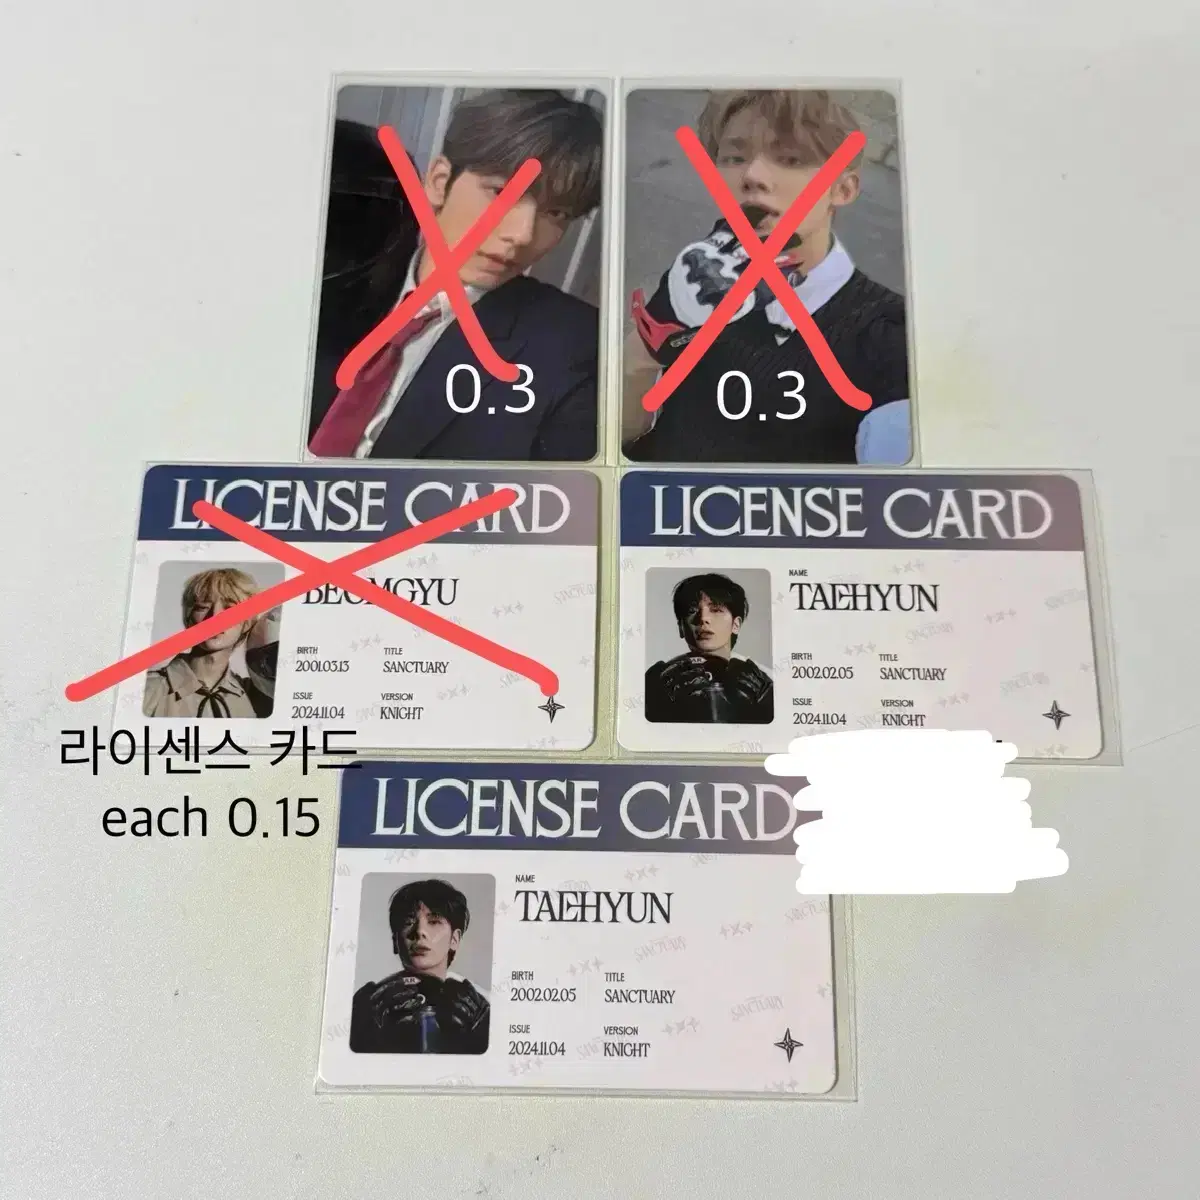 0.3
0.3
LICENSE CARD
BEOMGYU
BIRTH TITLE
2001.03.13 SANCTUARY
ISSUE VERSION
2024.11.04 KNIGHT
LICENSE CARD
NAME
TAEHYUN
BIRTH TITLE
2002.02.05 SANCTUARY
ISSUE VERSION
2024.11.04 KNIGHT
라이센스 카드
each 0.15
LICENSE CARD
NAME
TAEHYUN
BIRTH TITLE
2002.02.05 SANCTUARY
ISSUE VERSION
2024.11.04 KNIGHT